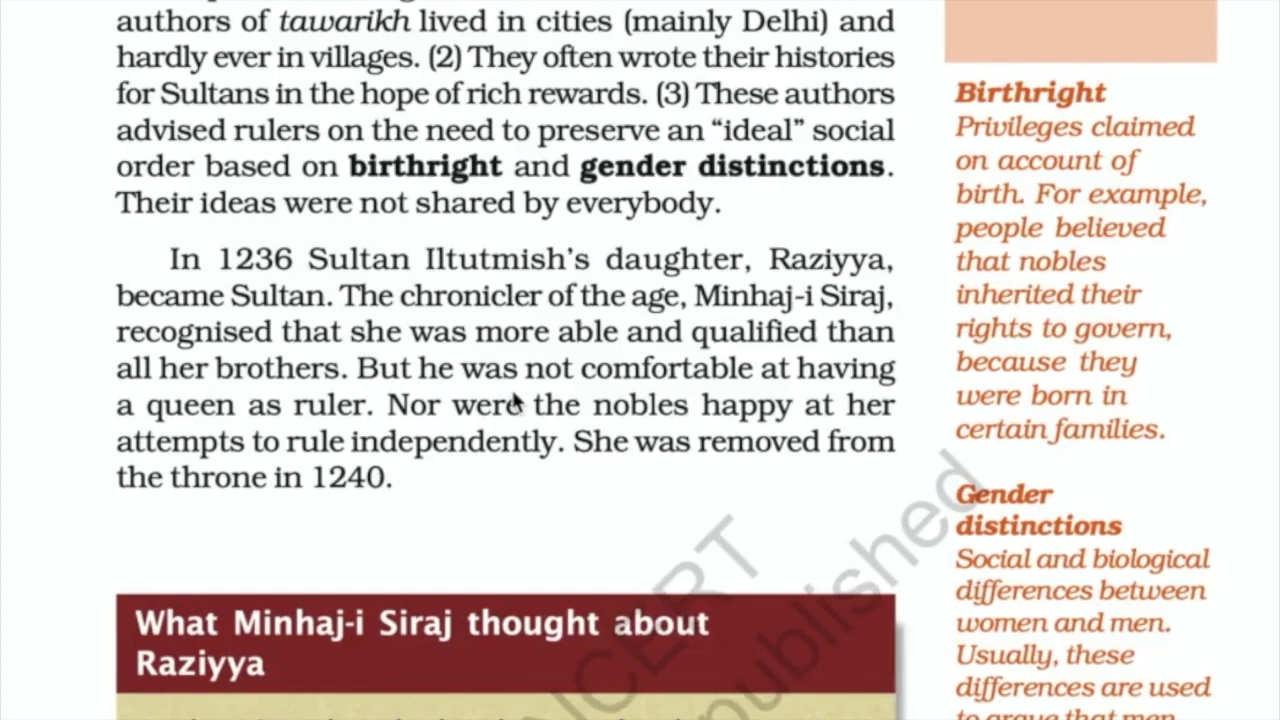 authors of tawarikh lived in cities (mainly Delhi) and
hardly ever in villages. (2) They often wrote their histories
for Sultans in the hope of rich rewards. (3) These authors
advised rulers on the need to preserve an “ideal” social
order based on birthright and gender distinctions.
Their ideas were not shared by everybody.
In 1236 Sultan Iltutmish’s daughter, Raziyya,
became Sultan. The chronicler of the age, Minhaj-i Siraj,
recognised that she was more able and qualified than
all her brothers. But he was not comfortable at having
a queen as ruler. Nor were the nobles happy at her
attempts to rule independently. She was removed from
the throne in 1240.
What Minhaj-i Siraj thought about
Raziyya
Birthright
Privileges claimed
on account of
birth. For example,
people believed
that nobles
inherited their
rights to govern,
because they
were born in
certain families.
Gender
distinctions
Social and biological
differences between
women and men.
Usually, these
differences are used
to argue that men
NCERT
published